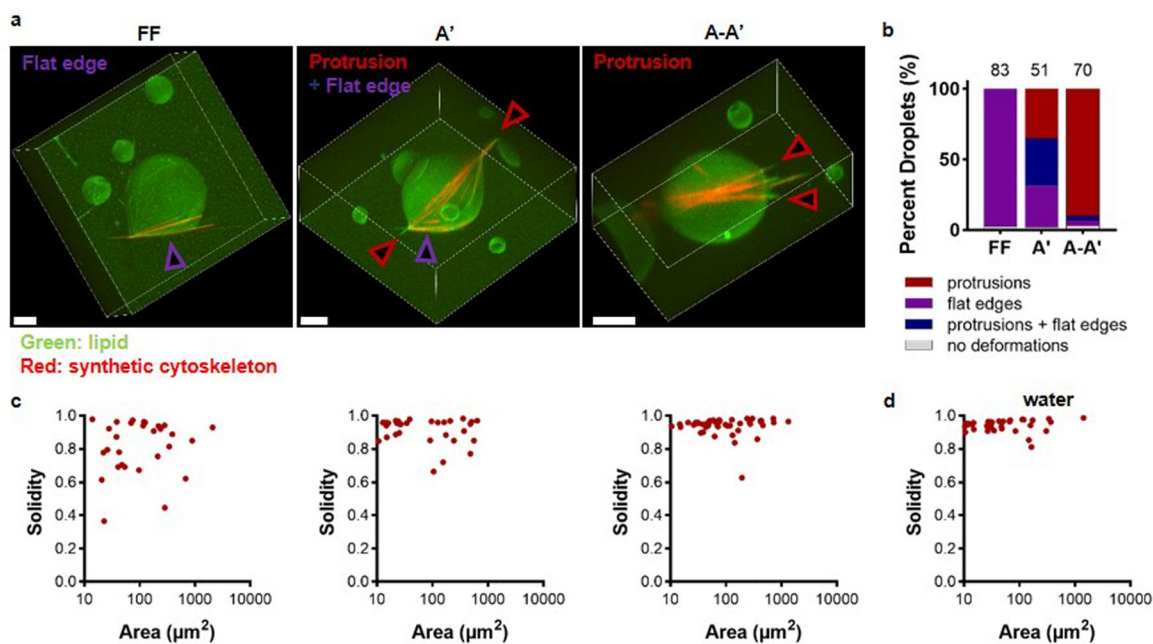 a
FF
A'
A-A'
b
Flat edge
Protrusion
+ Flat edge
Protrusion
Green: lipid
Red: synthetic cytoskeleton
Percent Droplets (%)
83 51 70
100
50
0
FF A' A-A'
protrusions
flat edges
protrusions + flat edges
no deformations
c
Solidity
1.0
0.8
0.6
0.4
0.2
0.0
10 100 1000 10000
Area (µm²)
Solidity
1.0
0.8
0.6
0.4
0.2
0.0
10 100 1000 10000
Area (µm²)
Solidity
1.0
0.8
0.6
0.4
0.2
0.0
10 100 1000 10000
Area (µm²)
d
water
Solidity
1.0
0.8
0.6
0.4
0.2
0.0
10 100 1000 10000
Area (µm²)